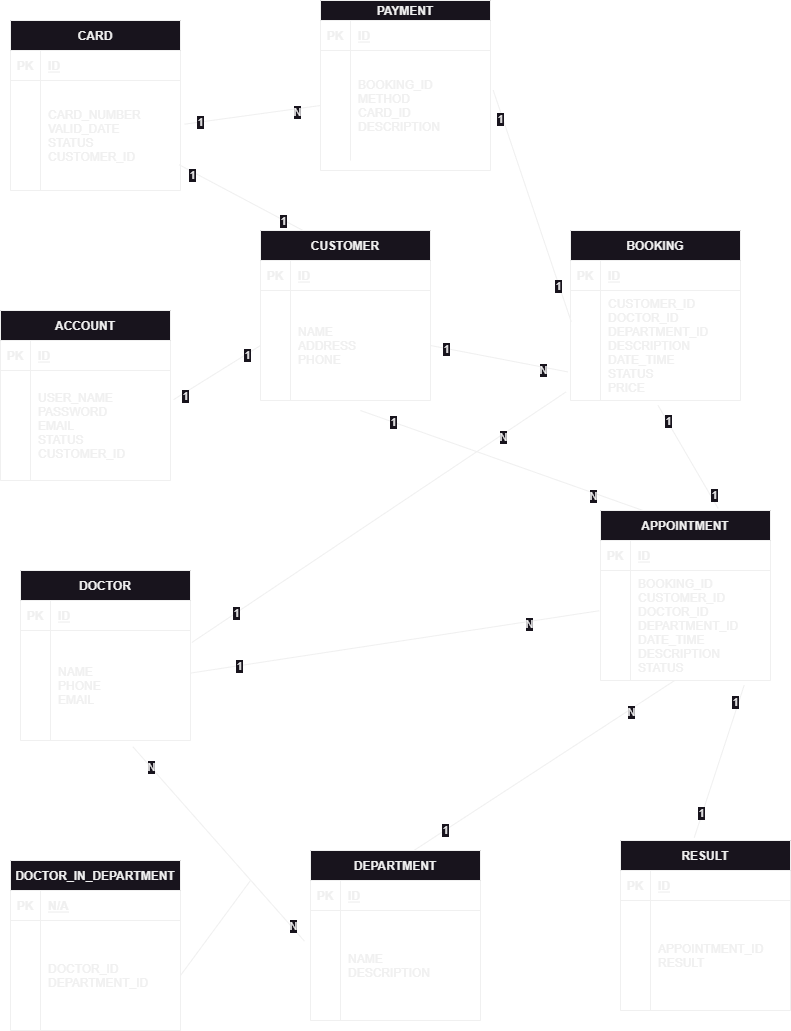 PAYMENT
PK ID
BOOKING_ID
METHOD
CARD_ID
DESCRIPTION
CARD
PK ID
CARD_NUMBER
VALID_DATE
STATUS
CUSTOMER_ID
1
N
1
1
1
1
CUSTOMER
PK ID
NAME
ADDRESS
PHONE
BOOKING
PK ID
CUSTOMER_ID
DOCTOR_ID
DEPARTMENT_ID
DESCRIPTION
DATE_TIME
STATUS
PRICE
ACCOUNT
PK ID
USER_NAME
PASSWORD
EMAIL
STATUS
CUSTOMER_ID
1
1
1
N
1
N
1
N
1
1
APPOINTMENT
PK ID
BOOKING_ID
CUSTOMER_ID
DOCTOR_ID
DEPARTMENT_ID
DATE_TIME
DESCRIPTION
STATUS
DOCTOR
PK ID
NAME
PHONE
EMAIL
1
N
1
N
1
1
1
N
N
DOCTOR_IN_DEPARTMENT
PK N/A
DOCTOR_ID
DEPARTMENT_ID
DEPARTMENT
PK ID
NAME
DESCRIPTION
RESULT
PK ID
APPOINTMENT_ID
RESULT